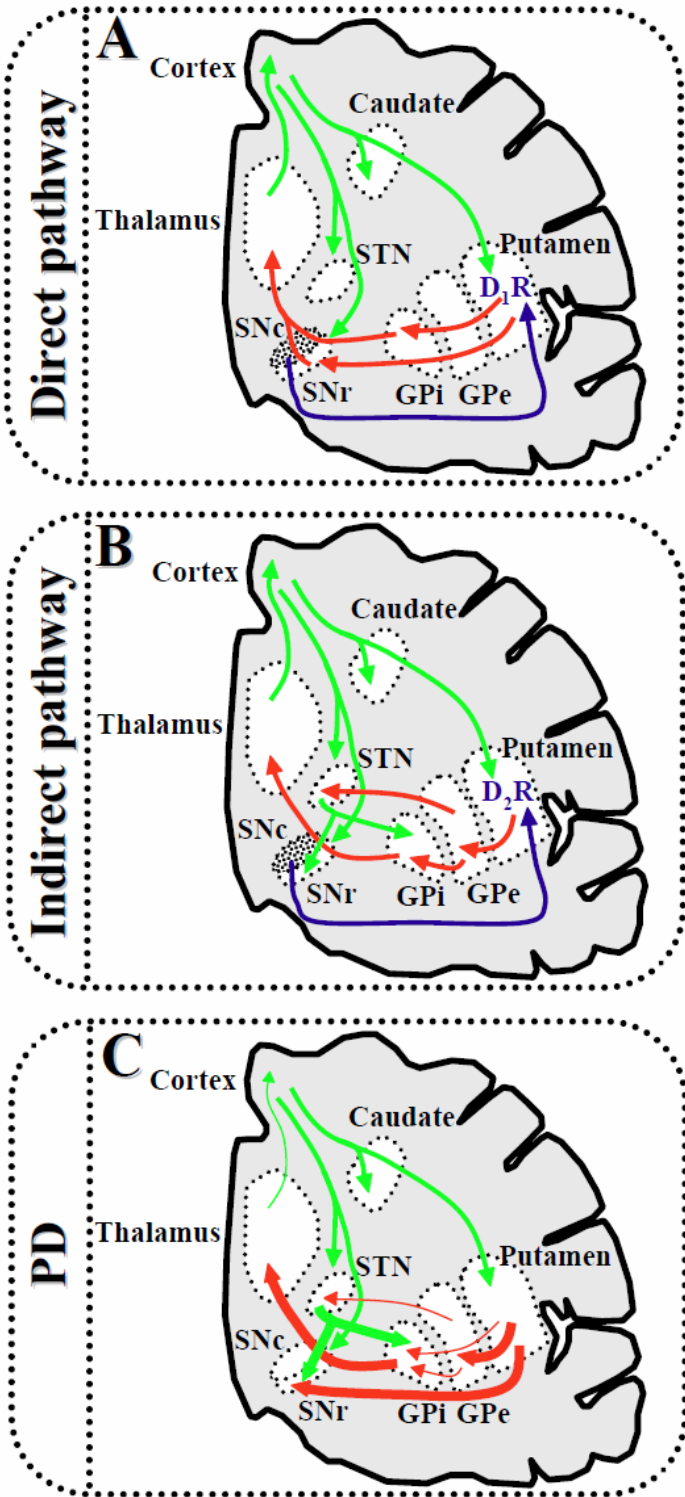 Direct pathway
A
Cortex
Caudate
Thalamus
STN
Putamen
D1R
SNc
SNr
GPi
GPe
Indirect pathway
B
Cortex
Caudate
Thalamus
STN
Putamen
D2R
SNc
SNr
GPi
GPe
PD
C
Cortex
Caudate
Thalamus
STN
Putamen
SNc
SNr
GPi
GPe